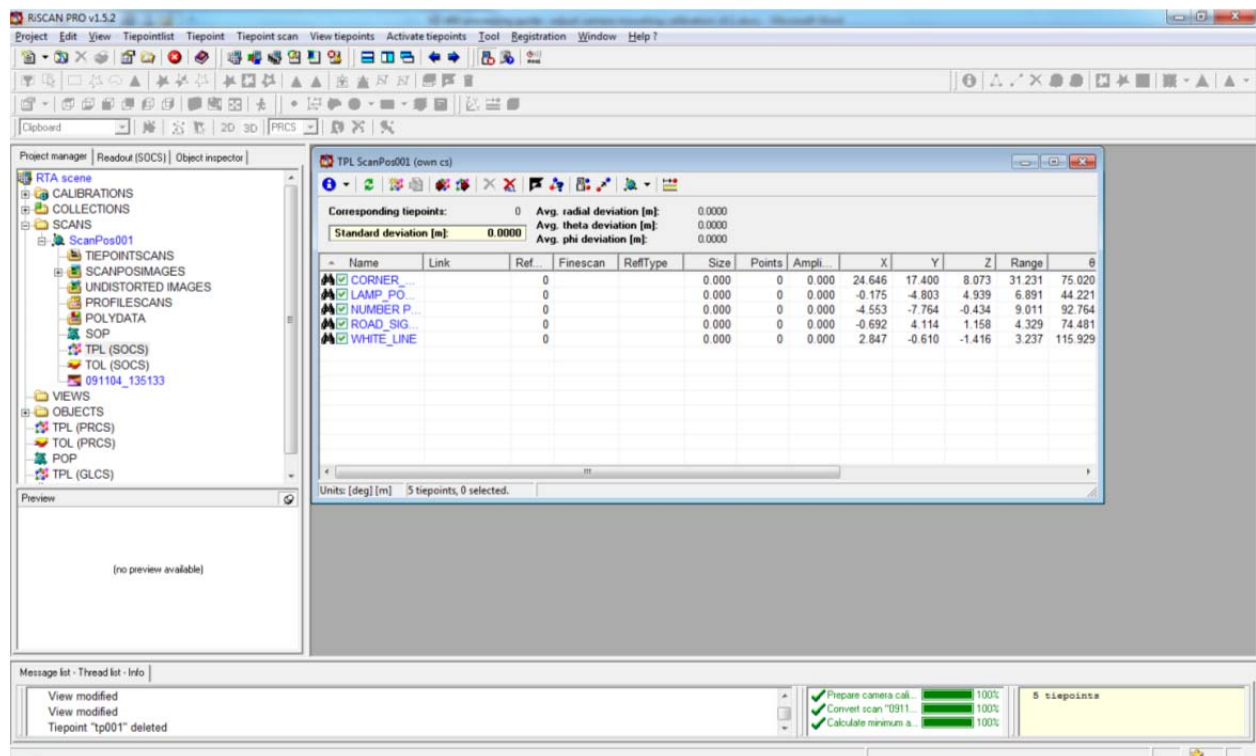 RiSCAN PRO v1.5.2
Project Edit View Tiepointlist Tiepoint Tiepoint scan View tiepoints Activate tiepoints Tool Registration Window Help ?
Clipboard 2D 3D PRCS
Project manager Readout (SOCS) Object inspector
RTA scene
CALIBRATIONS
COLLECTIONS
SCANS
ScanPos001
TIEPOINTSCANS
SCANPOSIMAGES
UNDISTORTED IMAGES
PROFILESCANS
POLYDATA
SOP
TPL (SOCS)
TOL (SOCS)
091104_135133
VIEWS
OBJECTS
TPL (PRCS)
TOL (PRCS)
POP
TPL (GLCS)
Preview
(no preview available)
TPL ScanPos001 (own cs)
Corresponding tiepoints: 0 Avg. radial deviation [m]: 0.0000
Avg. theta deviation [m]: 0.0000
Standard deviation [m]: 0.0000 Avg. phi deviation [m]: 0.0000
Name Link Ref... Finescan ReflType Size Points Ampli... X Y Z Range θ
CORNER_... 0 0.000 0 0.000 24.646 17.400 8.073 31.231 75.020
LAMP_PO... 0 0.000 0 0.000 -0.175 -4.803 4.939 6.891 44.221
NUMBER P... 0 0.000 0 0.000 -4.553 -7.764 -0.434 9.011 92.764
ROAD_SIG... 0 0.000 0 0.000 -0.692 4.114 1.158 4.329 74.481
WHITE_LINE 0 0.000 0 0.000 2.847 -0.610 -1.416 3.237 115.929
Units: [deg] [m] 5 tiepoints, 0 selected.
Message list - Thread list - Info
View modified
View modified
Tiepoint "tp001" deleted
Prepare camera cali... 100%
Convert scan "0911... 100%
Calculate minimum a... 100%
5 tiepoints